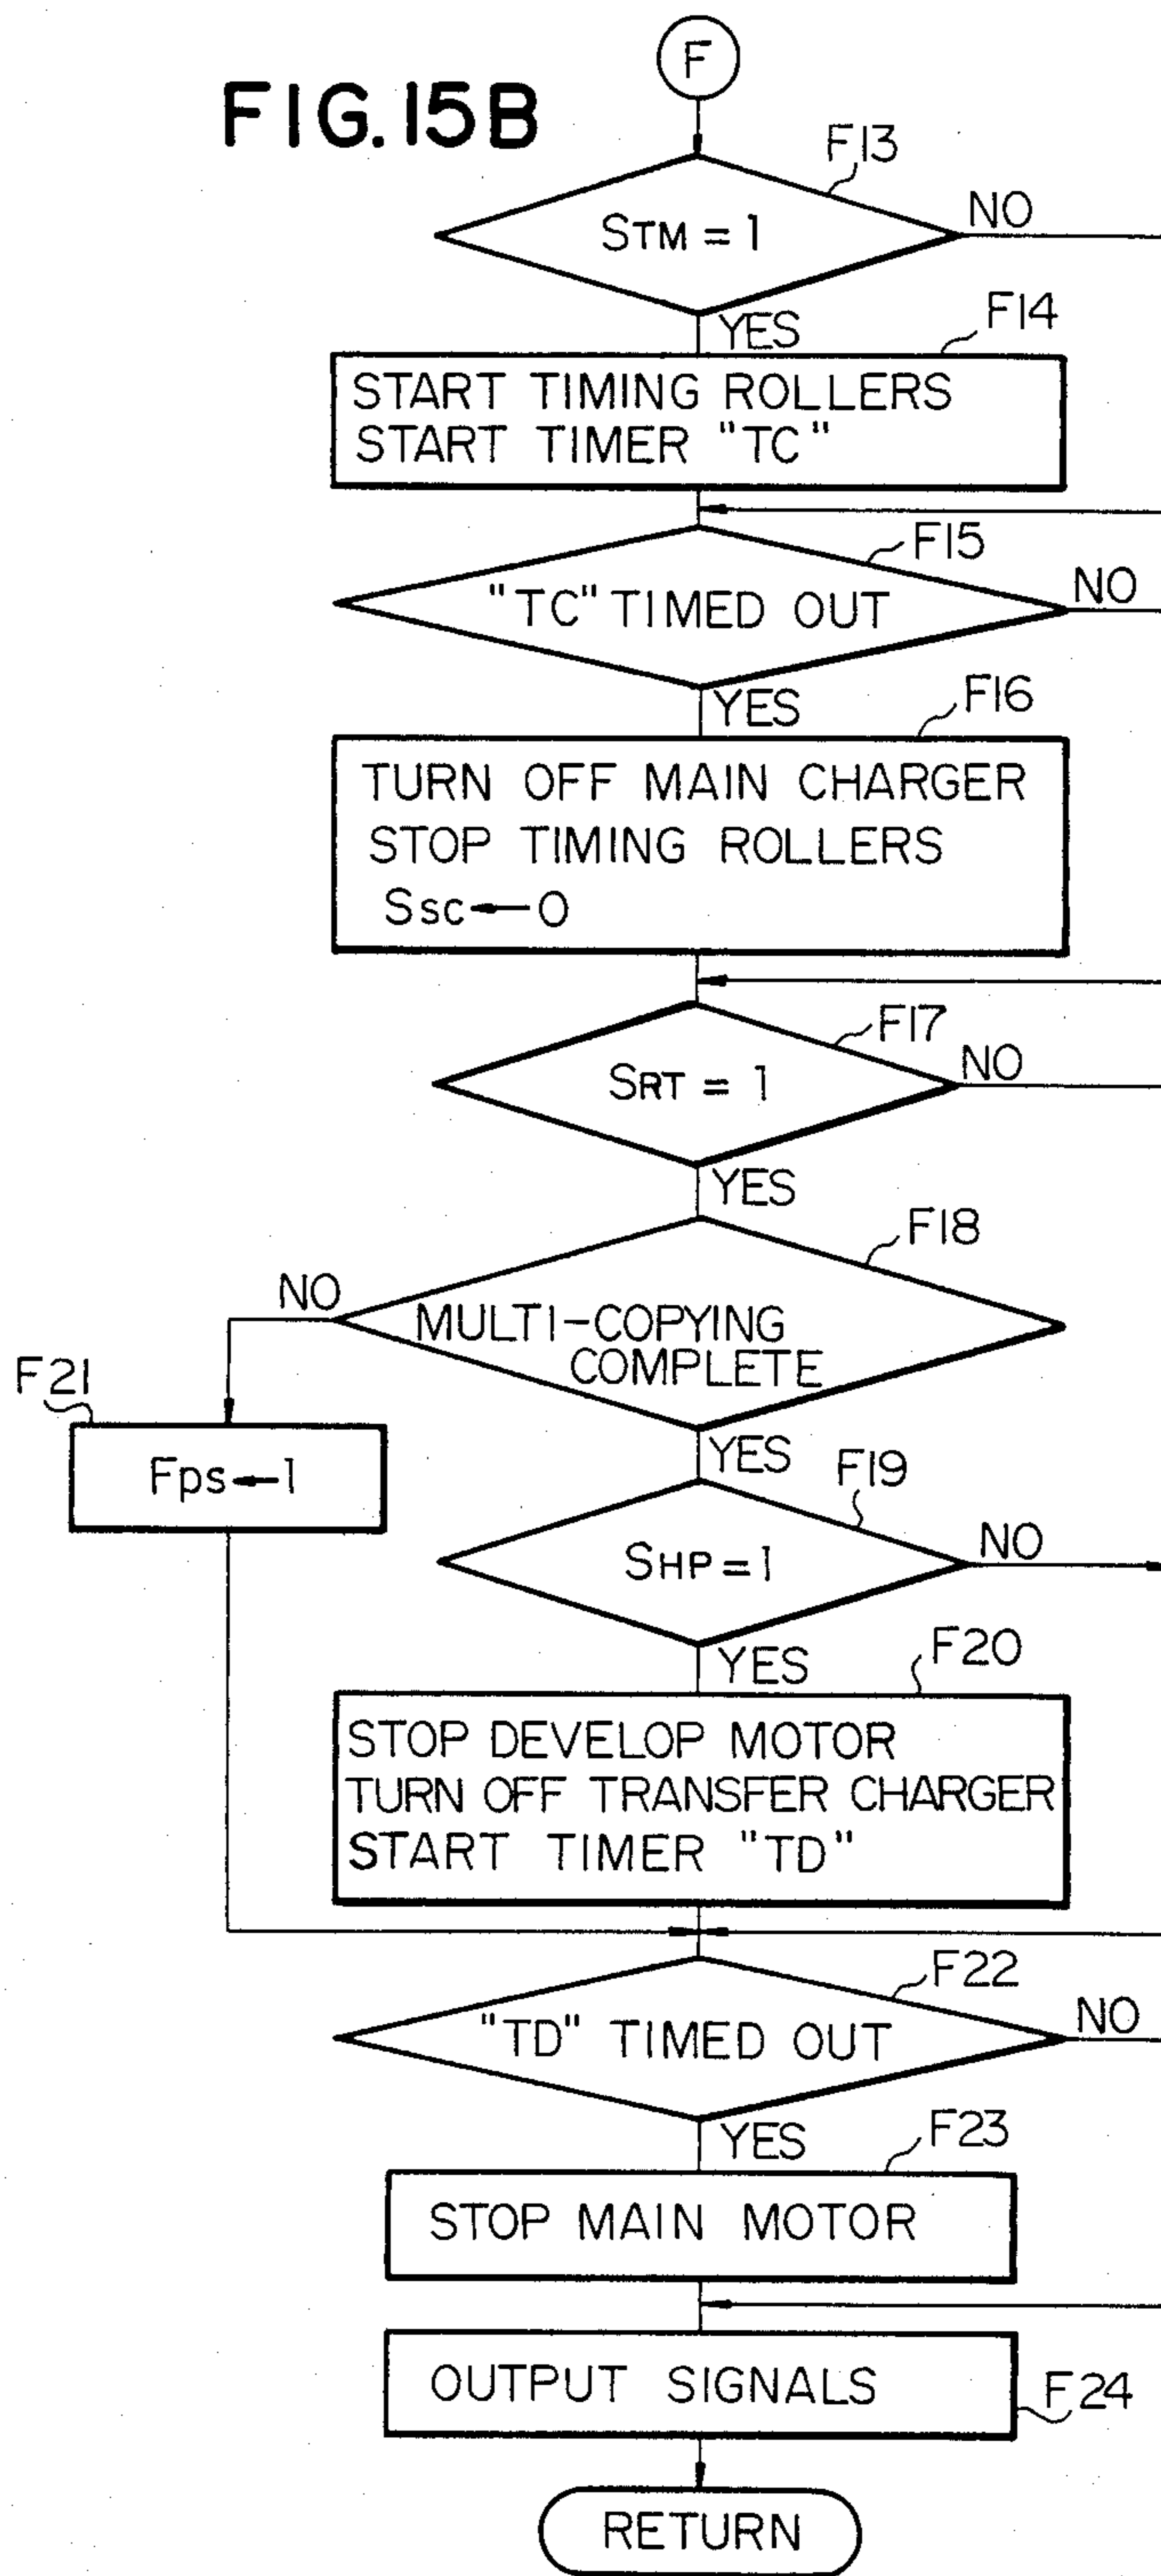 F
FIG.15B
F13
STM = 1
NO
YES
F14
START TIMING ROLLERS
START TIMER "TC"
F15
"TC" TIMED OUT
NO
YES
F16
TURN OFF MAIN CHARGER
STOP TIMING ROLLERS
Ssc←0
F17
SRT = 1
NO
YES
F18
NO
MULTI-COPYING
COMPLETE
F21
YES
Fps←1
F19
SHP=1
NO
YES
F20
STOP DEVELOP MOTOR
TURN OFF TRANSFER CHARGER
START TIMER "TD"
F22
"TD" TIMED OUT
NO
YES
F23
STOP MAIN MOTOR
OUTPUT SIGNALS
F24
RETURN